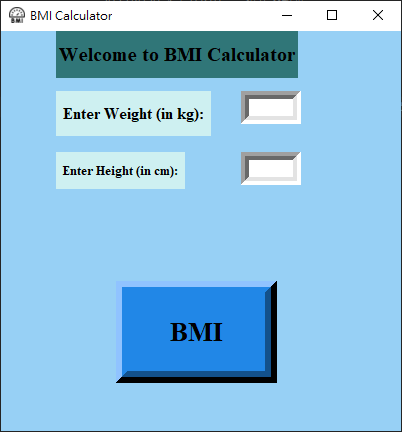 BMI Calculator
Welcome to BMI Calculator
Enter Weight (in kg):
Enter Height (in cm):
BMI